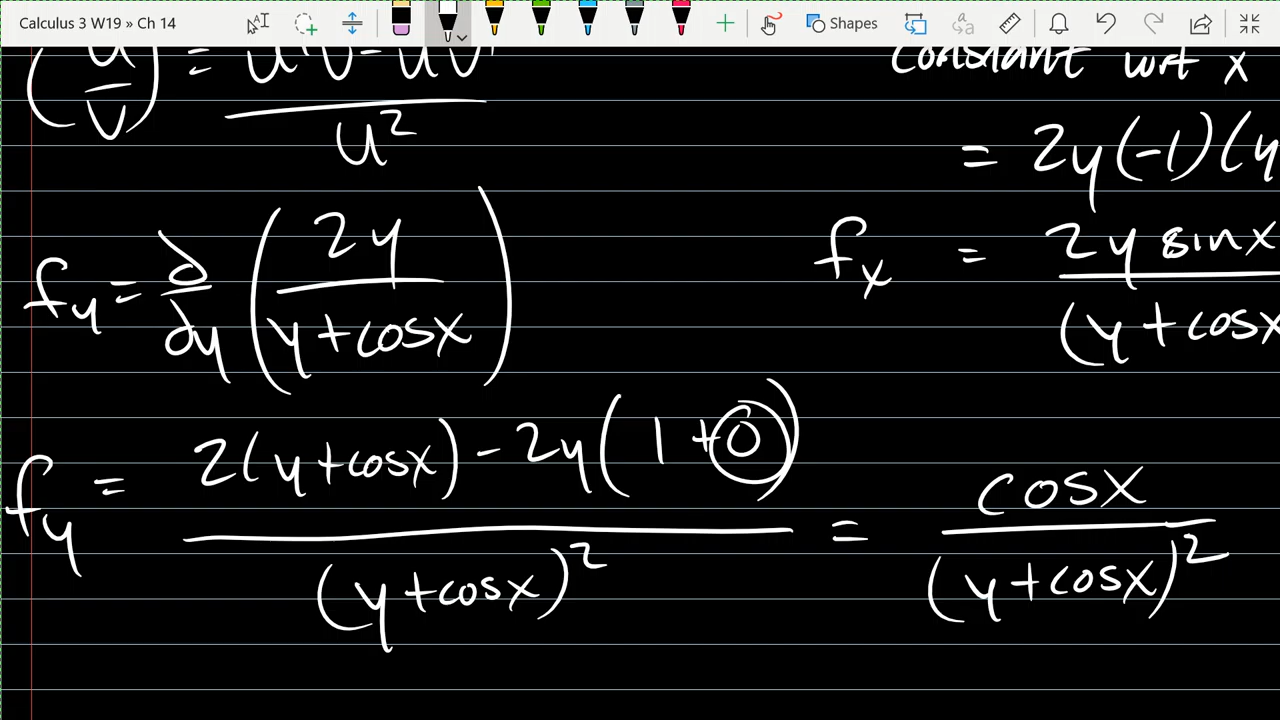 Calculus 3 W19 » Ch 14
Shapes
(u/v) = u'v - uv' / u²
constant wrt x
= 2y(-1)(y
f_y = ∂/∂y (2y / y+cosx)
f_x = 2y sinx / (y+cosx
f_y = 2(y+cosx) - 2y(1+0) / (y+cosx)² = cosx / (y+cosx)²